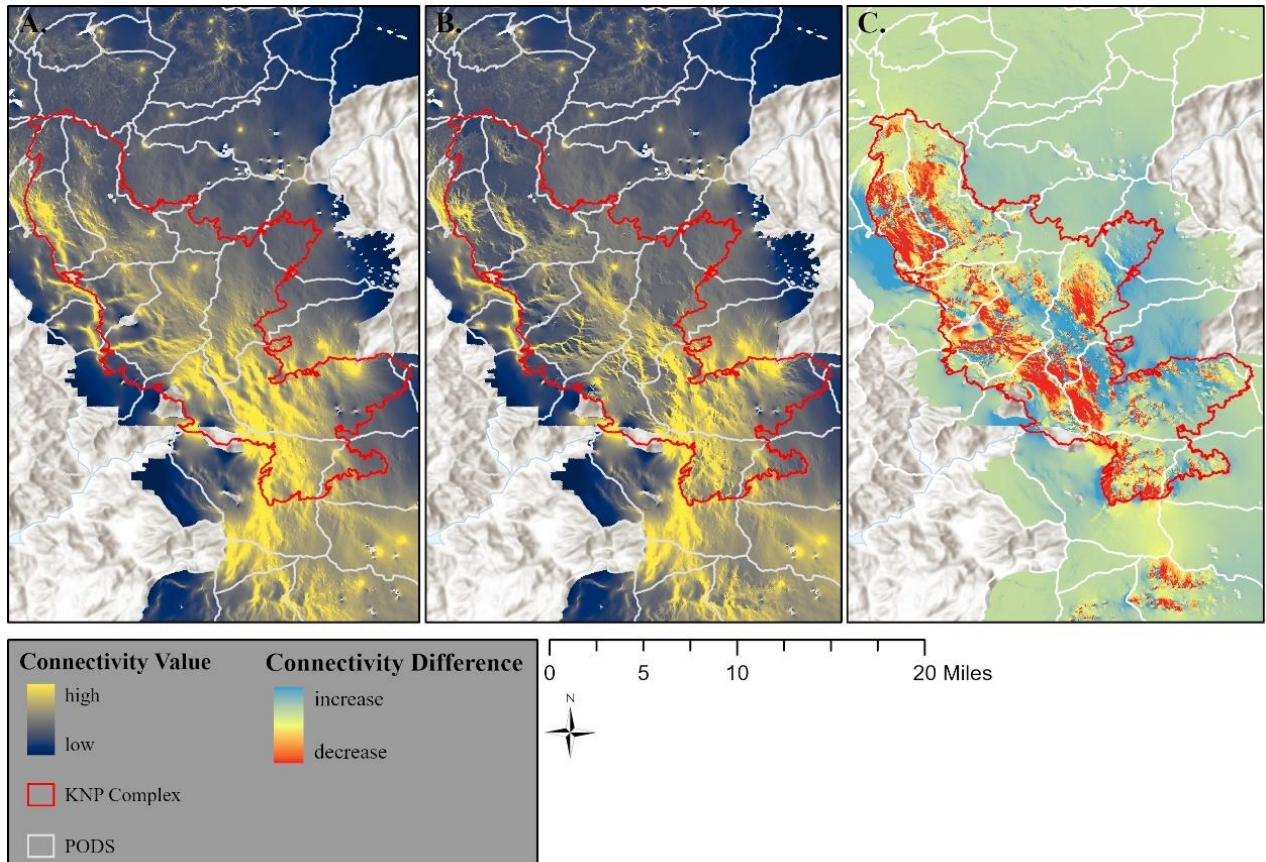 A.
B.
C.
Connectivity Value
high
low
KNP Complex
PODS
Connectivity Difference
increase
decrease
0 5 10 20 Miles
N